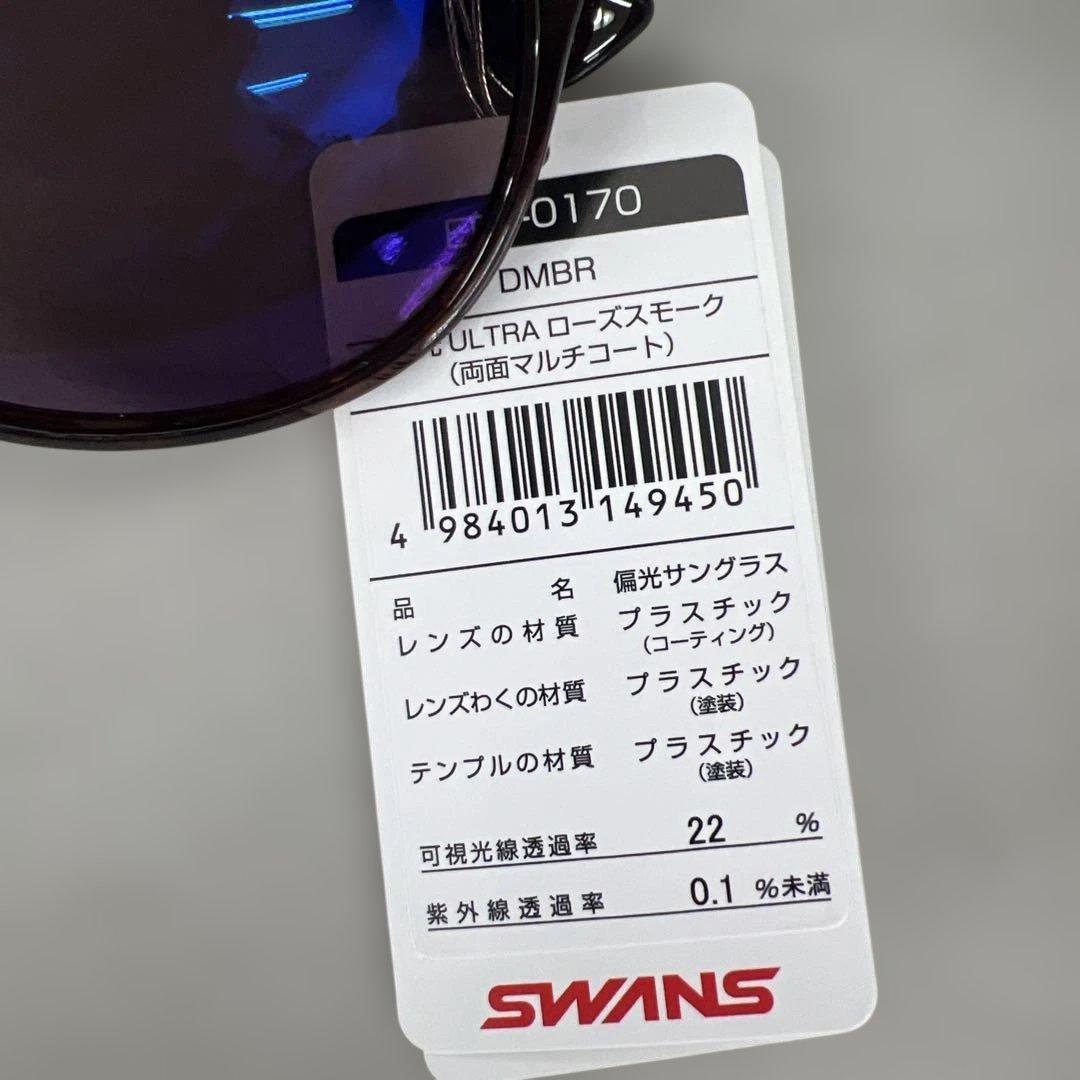 -0170
DMBR
ULTRA ローズスモーク
(両面マルチコート)
4 984013 149450
品名 偏光サングラス
レンズの材質 プラスチック
(コーティング)
レンズわくの材質 プラスチック
(塗装)
テンプルの材質 プラスチック
(塗装)
可視光線透過率 22 %
紫外線透過率 0.1 %未満
SWANS